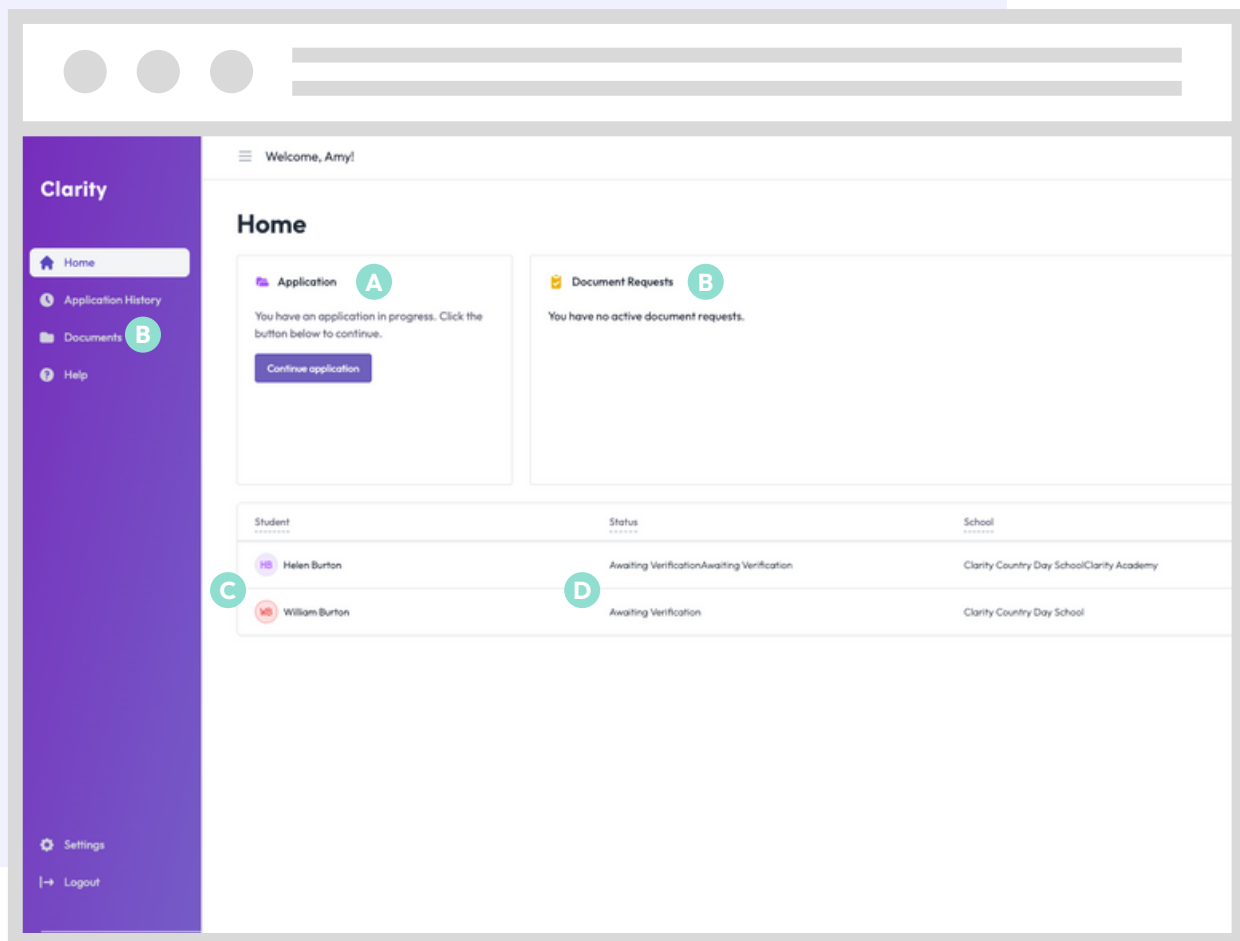 Welcome, Amy!
Clarity
Home
Application History
Documents B
Help
Settings
Logout
Home
Application A
You have an application in progress. Click the
button below to continue.
Continue application
Document Requests B
You have no active document requests.
Student Status School
C D
HB Helen Burton Awaiting VerificationAwaiting Verification Clarity Country Day SchoolClarity Academy
WB William Burton Awaiting Verification Clarity Country Day School